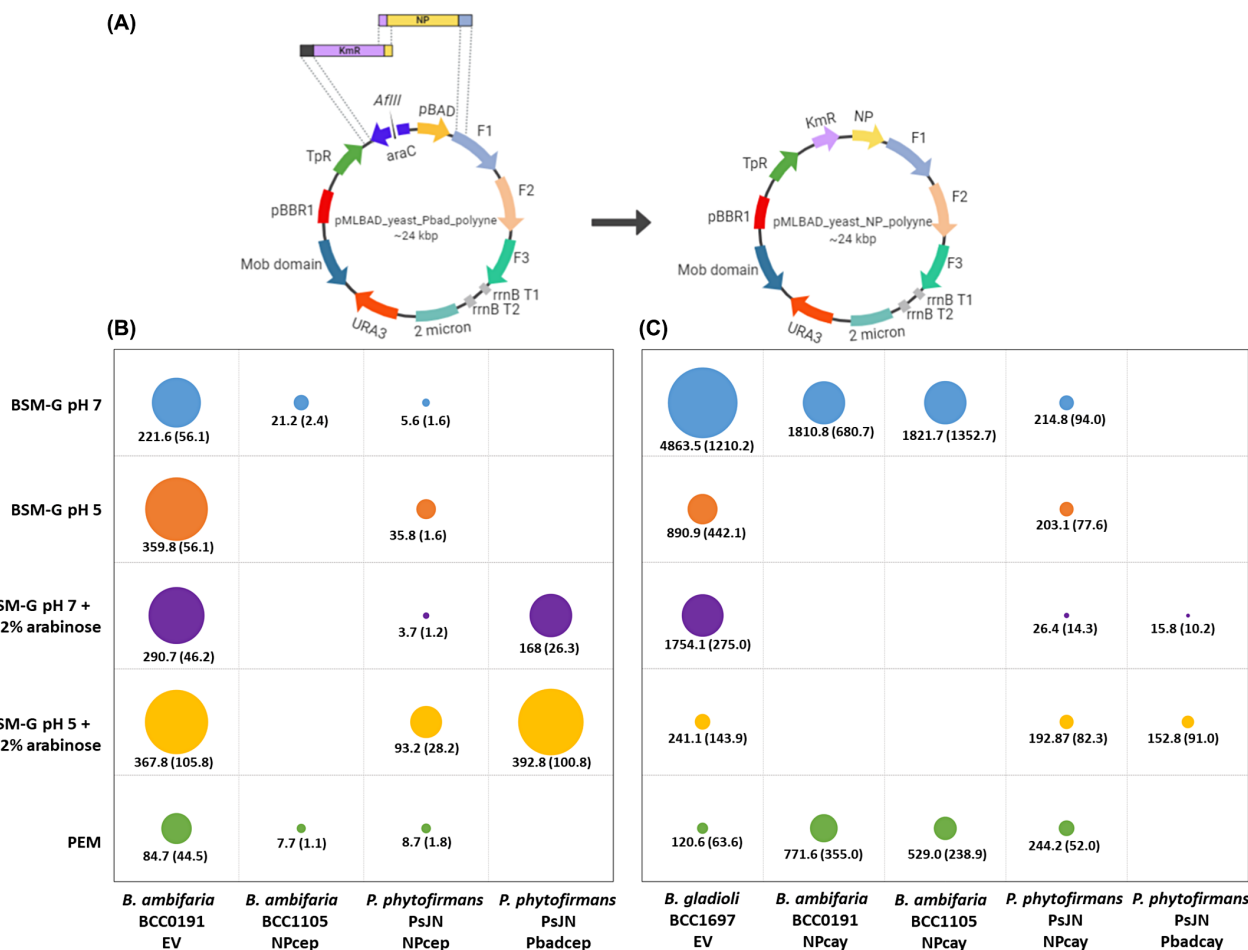 (A)
NP
KmR
AflII
pBAD
F1
araC
TpR
F2
pBBR1
pMLBAD_yeast_Pbad_polyyne
~24 kbp
F3
Mob domain
rrnB T1
rrnB T2
URA3
2 micron
KmR
NP
F1
TpR
F2
pBBR1
pMLBAD_yeast_NP_polyyne
~24 kbp
F3
Mob domain
rrnB T1
rrnB T2
URA3
2 micron
(B)
(C)
BSM-G pH 7
221.6 (56.1)
21.2 (2.4)
5.6 (1.6)
4863.5 (1210.2)
1810.8 (680.7)
1821.7 (1352.7)
214.8 (94.0)
BSM-G pH 5
359.8 (56.1)
35.8 (1.6)
890.9 (442.1)
203.1 (77.6)
SM-G pH 7 +
2% arabinose
290.7 (46.2)
3.7 (1.2)
168 (26.3)
1754.1 (275.0)
26.4 (14.3)
15.8 (10.2)
SM-G pH 5 +
2% arabinose
367.8 (105.8)
93.2 (28.2)
392.8 (100.8)
241.1 (143.9)
192.87 (82.3)
152.8 (91.0)
PEM
84.7 (44.5)
7.7 (1.1)
8.7 (1.8)
120.6 (63.6)
771.6 (355.0)
529.0 (238.9)
244.2 (52.0)
B. ambifaria
BCC0191
EV
B. ambifaria
BCC1105
NPcep
P. phytofirmans
PsJN
NPcep
P. phytofirmans
PsJN
Pbadcep
B. gladioli
BCC1697
EV
B. ambifaria
BCC0191
NPcay
B. ambifaria
BCC1105
NPcay
P. phytofirmans
PsJN
NPcay
P. phytofirmans
PsJN
Pbadcay